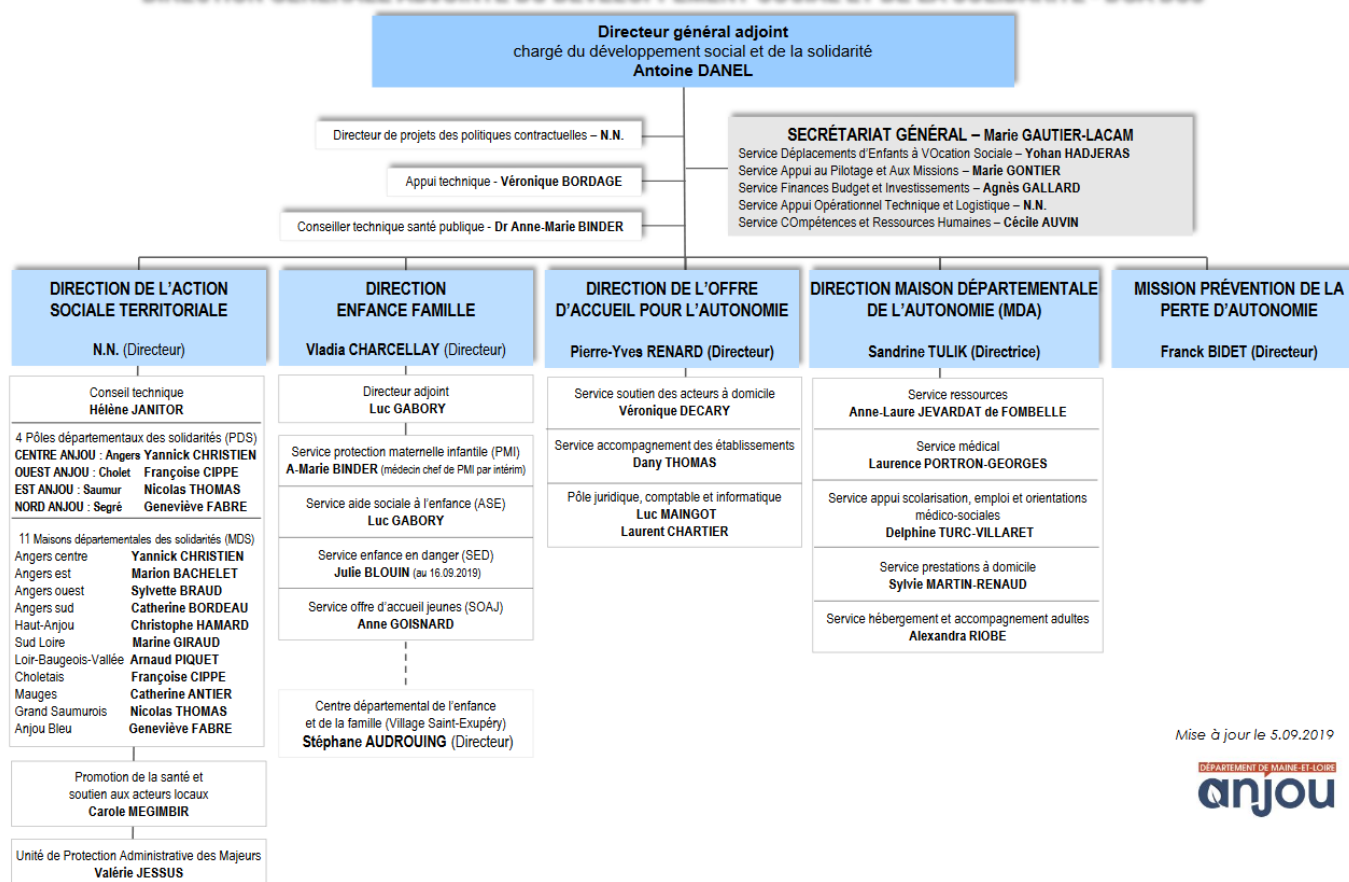 DIRECTION GÉNÉRALE ADJOINTE DU DÉVELOPPEMENT SOCIAL ET DE LA SOLIDARITÉ - DGA DSS
Directeur général adjoint
chargé du développement social et de la solidarité
Antoine DANEL
Directeur de projets des politiques contractuelles – N.N.
Appui technique - Véronique BORDAGE
Conseiller technique santé publique - Dr Anne-Marie BINDER
SECRÉTARIAT GÉNÉRAL – Marie GAUTIER-LACAM
Service Déplacements d'Enfants à VOcation Sociale – Yohan HADJERAS
Service Appui au Pilotage et Aux Missions – Marie GONTIER
Service Finances Budget et Investissements – Agnès GALLARD
Service Appui Opérationnel Technique et Logistique – N.N.
Service COmpétences et Ressources Humaines – Cécile AUVIN
DIRECTION DE L'ACTION
SOCIALE TERRITORIALE
N.N. (Directeur)
Conseil technique
Hélène JANITOR
4 Pôles départementaux des solidarités (PDS)
CENTRE ANJOU : Angers Yannick CHRISTIEN
OUEST ANJOU : Cholet Françoise CIPPE
EST ANJOU : Saumur Nicolas THOMAS
NORD ANJOU : Segré Geneviève FABRE
11 Maisons départementales des solidarités (MDS)
Angers centre Yannick CHRISTIEN
Angers est Marion BACHELET
Angers ouest Sylvette BRAUD
Angers sud Catherine BORDEAU
Haut-Anjou Christophe HAMARD
Sud Loire Marine GIRAUD
Loir-Baugeois-Vallée Arnaud PIQUET
Choletais Françoise CIPPE
Mauges Catherine ANTIER
Grand Saumurois Nicolas THOMAS
Anjou Bleu Geneviève FABRE
Promotion de la santé et
soutien aux acteurs locaux
Carole MEGIMBIR
Unité de Protection Administrative des Majeurs
Valérie JESSUS
DIRECTION
ENFANCE FAMILLE
Vladia CHARCELLAY (Directeur)
Directeur adjoint
Luc GABORY
Service protection maternelle infantile (PMI)
A-Marie BINDER (médecin chef de PMI par intérim)
Service aide sociale à l'enfance (ASE)
Luc GABORY
Service enfance en danger (SED)
Julie BLOUIN (au 16.09.2019)
Service offre d'accueil jeunes (SOAJ)
Anne GOISNARD
Centre départemental de l'enfance
et de la famille (Village Saint-Exupéry)
Stéphane AUDROUING (Directeur)
DIRECTION DE L'OFFRE
D'ACCUEIL POUR L'AUTONOMIE
Pierre-Yves RENARD (Directeur)
Service soutien des acteurs à domicile
Véronique DECARY
Service accompagnement des établissements
Dany THOMAS
Pôle juridique, comptable et informatique
Luc MAINGOT
Laurent CHARTIER
DIRECTION MAISON DÉPARTEMENTALE
DE L'AUTONOMIE (MDA)
Sandrine TULIK (Directrice)
Service ressources
Anne-Laure JEVARDAT de FOMBELLE
Service médical
Laurence PORTRON-GEORGES
Service appui scolarisation, emploi et orientations
médico-sociales
Delphine TURC-VILLARET
Service prestations à domicile
Sylvie MARTIN-RENAUD
Service hébergement et accompagnement adultes
Alexandra RIOBE
MISSION PRÉVENTION DE LA
PERTE D'AUTONOMIE
Franck BIDET (Directeur)
Mise à jour le 5.09.2019
DÉPARTEMENT DE MAINE-ET-LOIRE
anjou